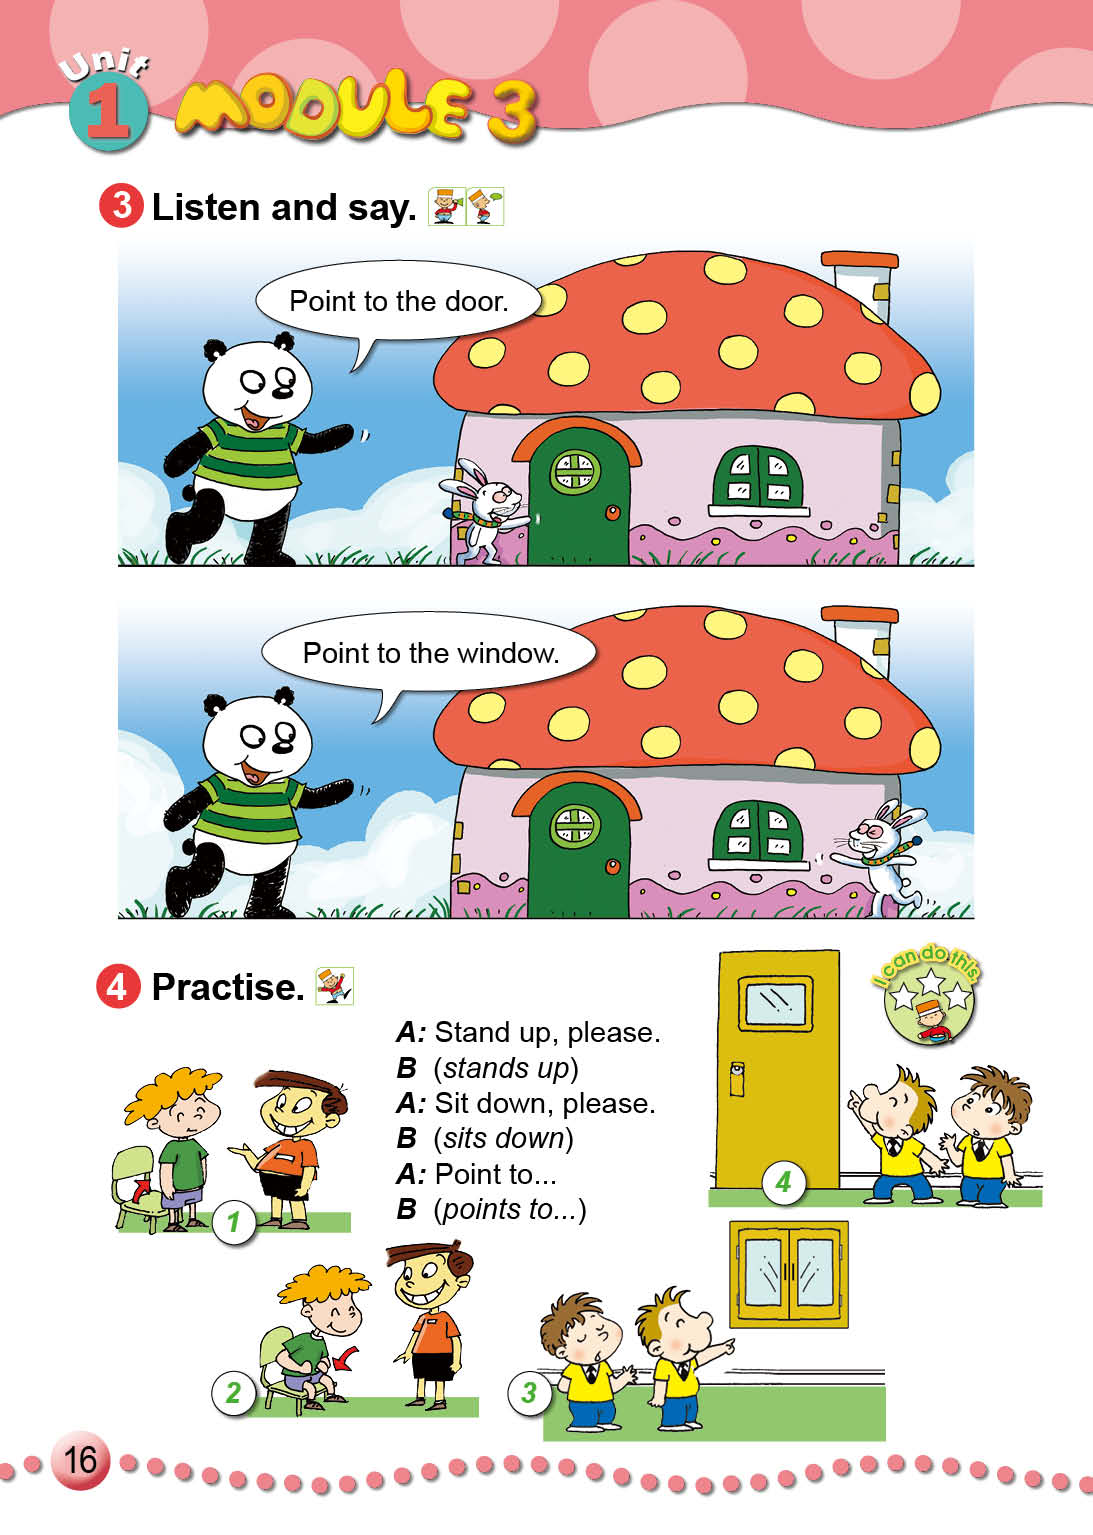 Unit
1 MODULE 3
3 Listen and say.
Point to the door.
Point to the window.
4 Practise.
I can do this.
A: Stand up, please.
B (stands up)
A: Sit down, please.
B (sits down)
A: Point to...
B (points to...)
1
4
2
3
16